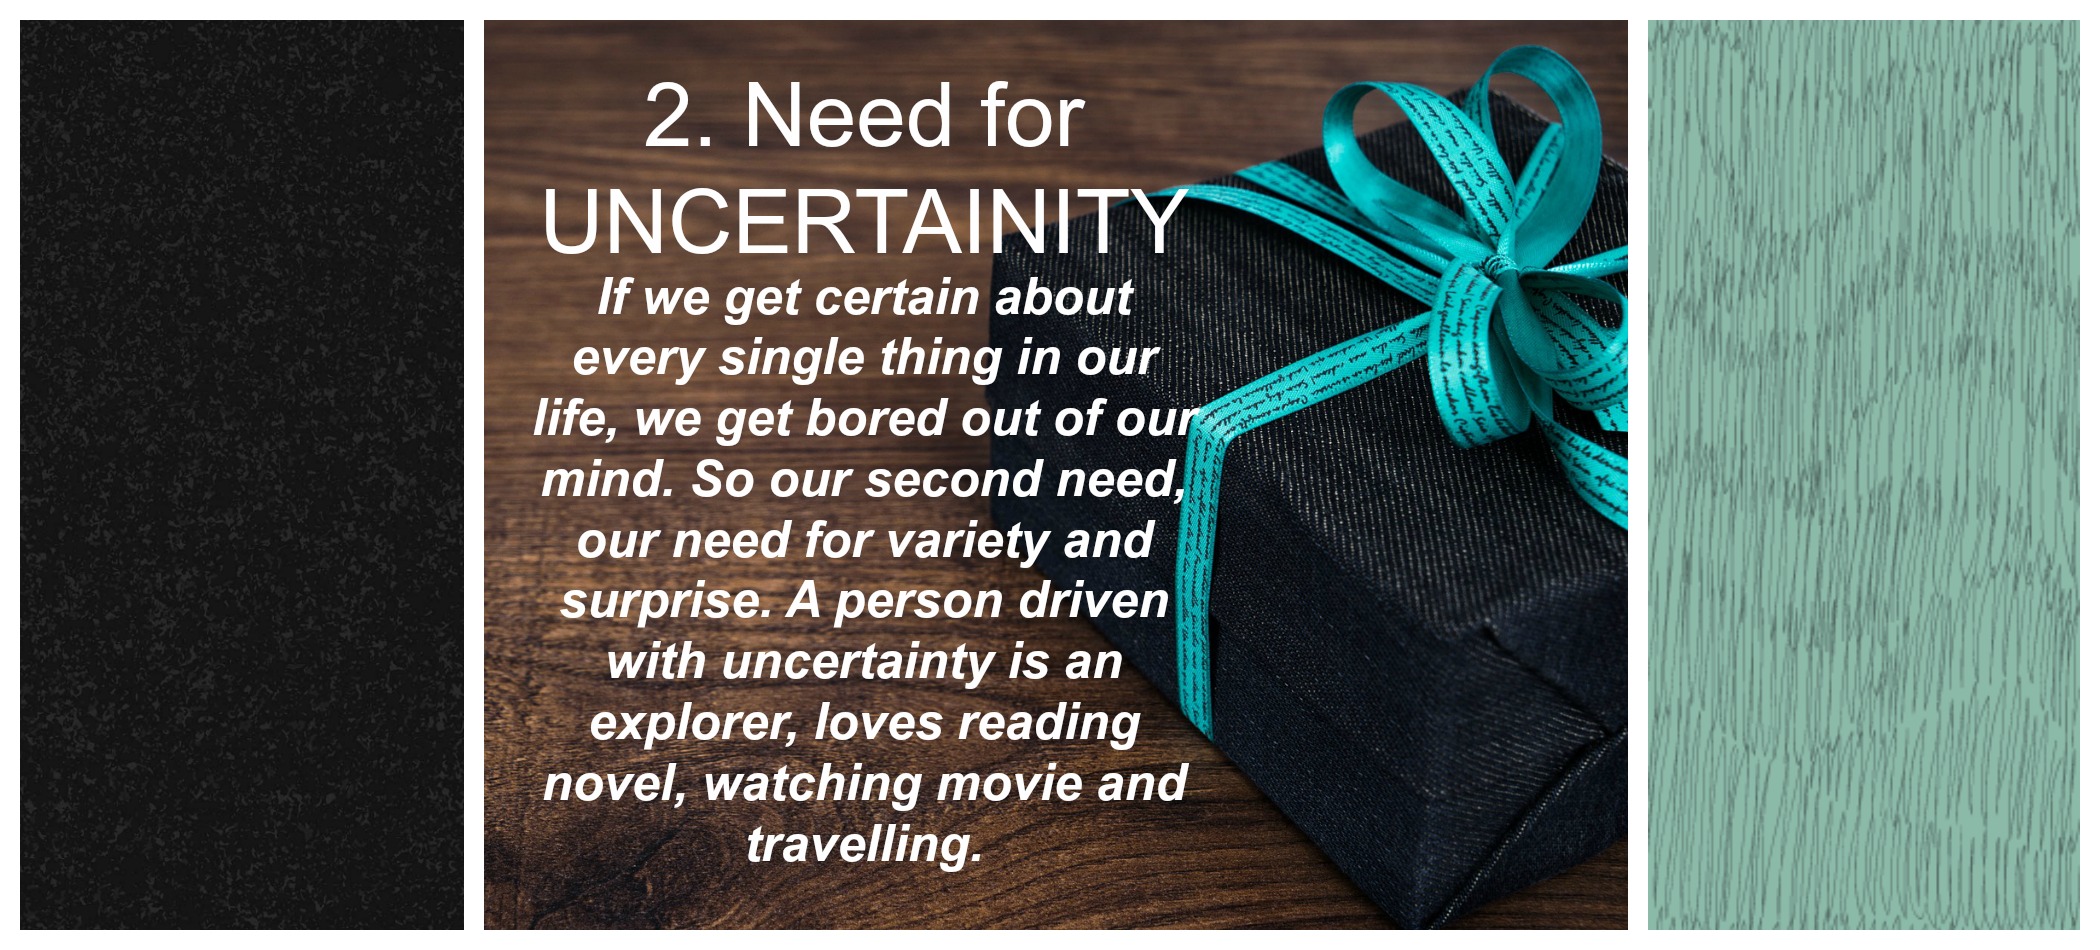 2. Need for
UNCERTAINITY
If we get certain about
every single thing in our
life, we get bored out of our
mind. So our second need,
our need for variety and
surprise. A person driven
with uncertainty is an
explorer, loves reading
novel, watching movie and
travelling.